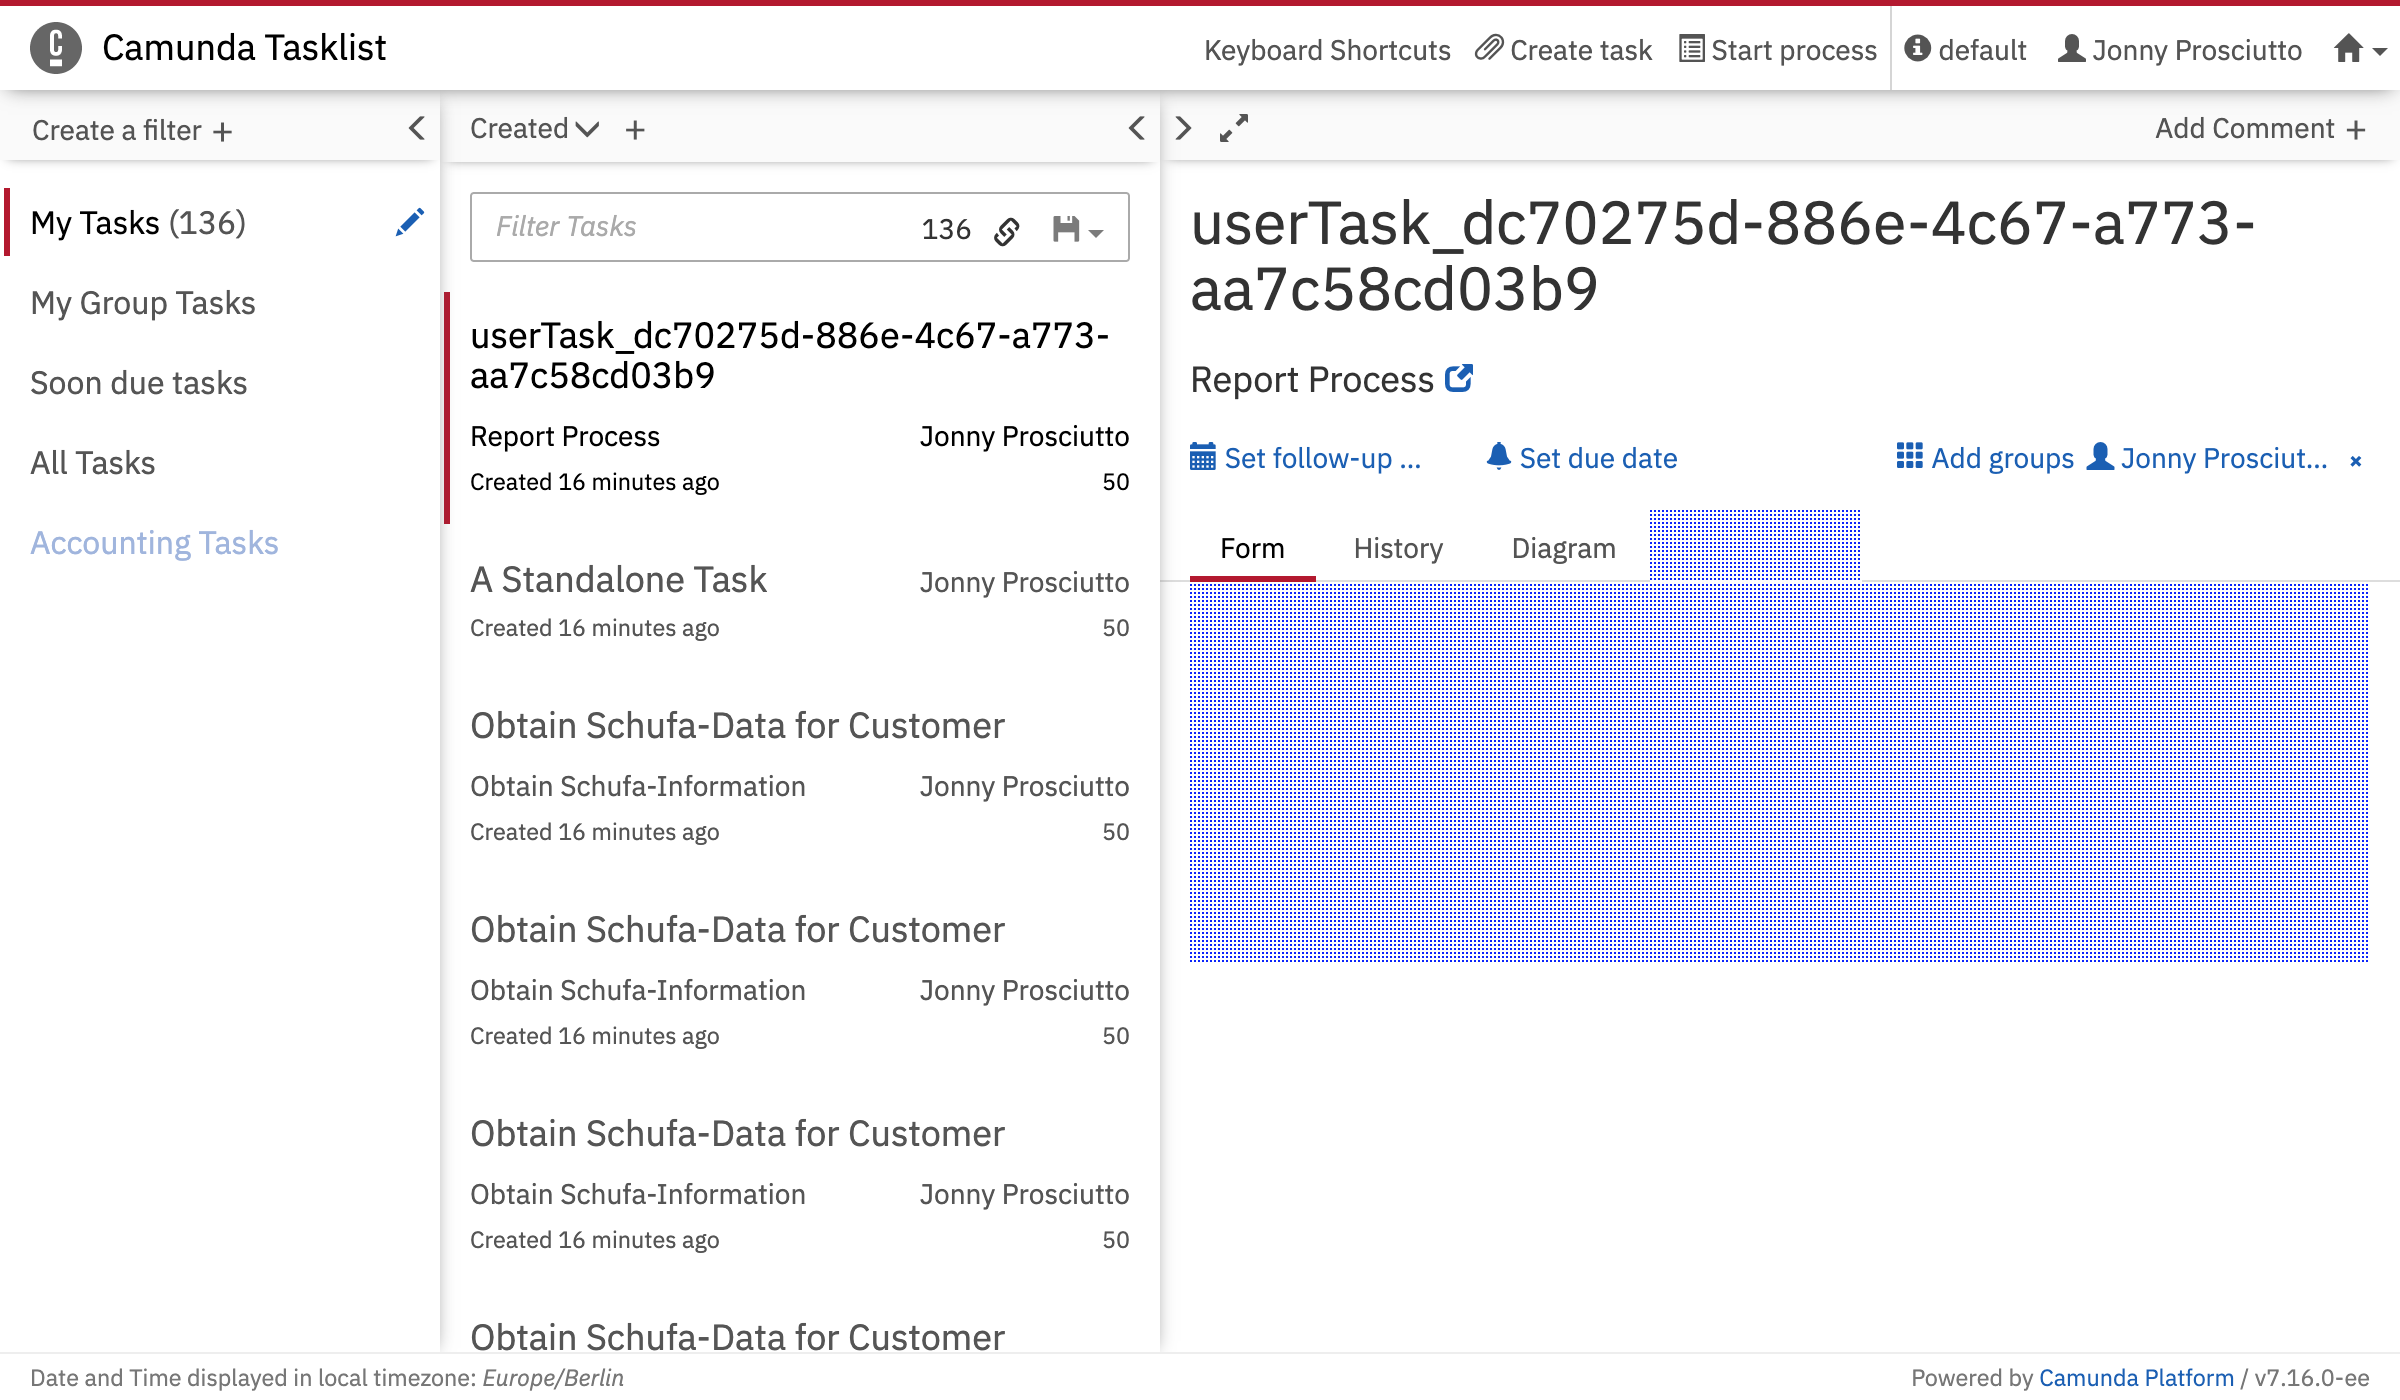 Camunda Tasklist
Keyboard Shortcuts Create task Start process default Jonny Prosciutto
Create a filter +
My Tasks (136)
My Group Tasks
Soon due tasks
All Tasks
Accounting Tasks
Created +
Filter Tasks 136
userTask_dc70275d-886e-4c67-a773-
aa7c58cd03b9
Report Process Jonny Prosciutto
Created 16 minutes ago 50
A Standalone Task Jonny Prosciutto
Created 16 minutes ago 50
Obtain Schufa-Data for Customer
Obtain Schufa-Information Jonny Prosciutto
Created 16 minutes ago 50
Obtain Schufa-Data for Customer
Obtain Schufa-Information Jonny Prosciutto
Created 16 minutes ago 50
Obtain Schufa-Data for Customer
Obtain Schufa-Information Jonny Prosciutto
Created 16 minutes ago 50
Obtain Schufa-Data for Customer
Add Comment +
userTask_dc70275d-886e-4c67-a773-
aa7c58cd03b9
Report Process
Set follow-up ... Set due date Add groups Jonny Prosciut... ×
Form History Diagram
Date and Time displayed in local timezone: Europe/Berlin
Powered by Camunda Platform / v7.16.0-ee